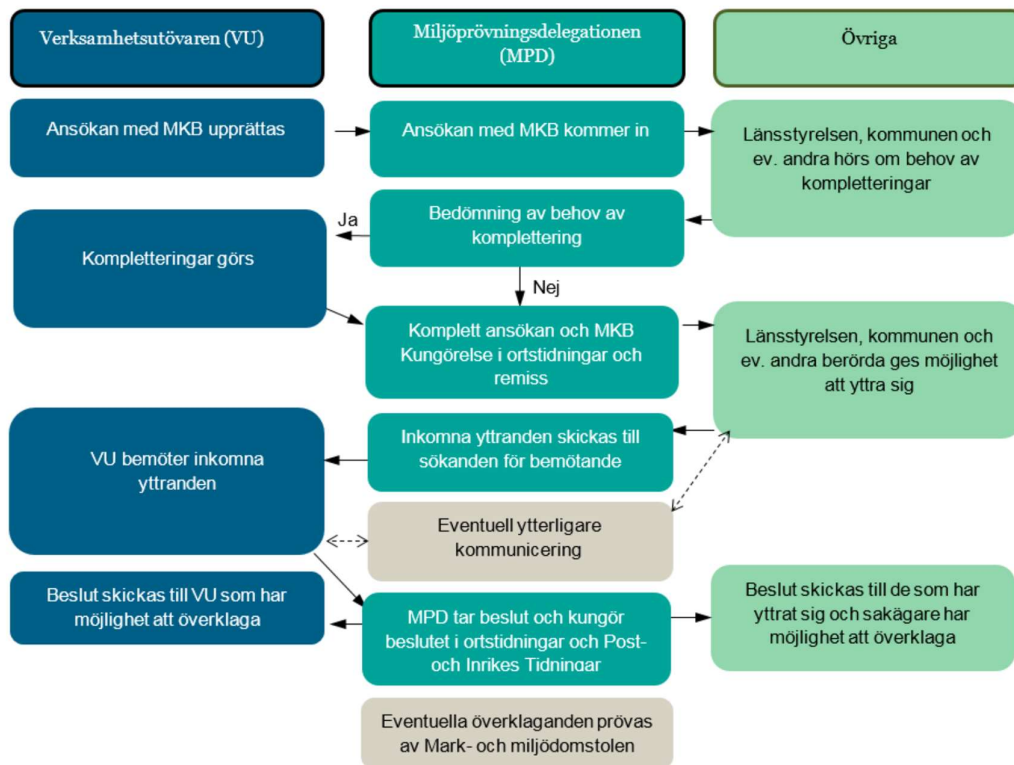 Verksamhetsutövaren (VU)
Miljöprövningsdelegationen
(MPD)
Övriga
Ansökan med MKB upprättas
Ansökan med MKB kommer in
Länsstyrelsen, kommunen och
ev. andra hörs om behov av
kompletteringar
Bedömning av behov av
komplettering
Ja
Kompletteringar görs
Nej
Komplett ansökan och MKB
Kungörelse i ortstidningar och
remiss
Länsstyrelsen, kommunen och
ev. andra berörda ges möjlighet
att yttra sig
Inkomna yttranden skickas till
sökanden för bemötande
VU bemöter inkomna
yttranden
Eventuell ytterligare
kommunicering
Beslut skickas till VU som har
möjlighet att överklaga
MPD tar beslut och kungör
beslutet i ortstidningar och Post-
och Inrikes Tidningar
Beslut skickas till de som har
yttrat sig och sakägare har
möjlighet att överklaga
Eventuella överklaganden prövas
av Mark- och miljödomstolen